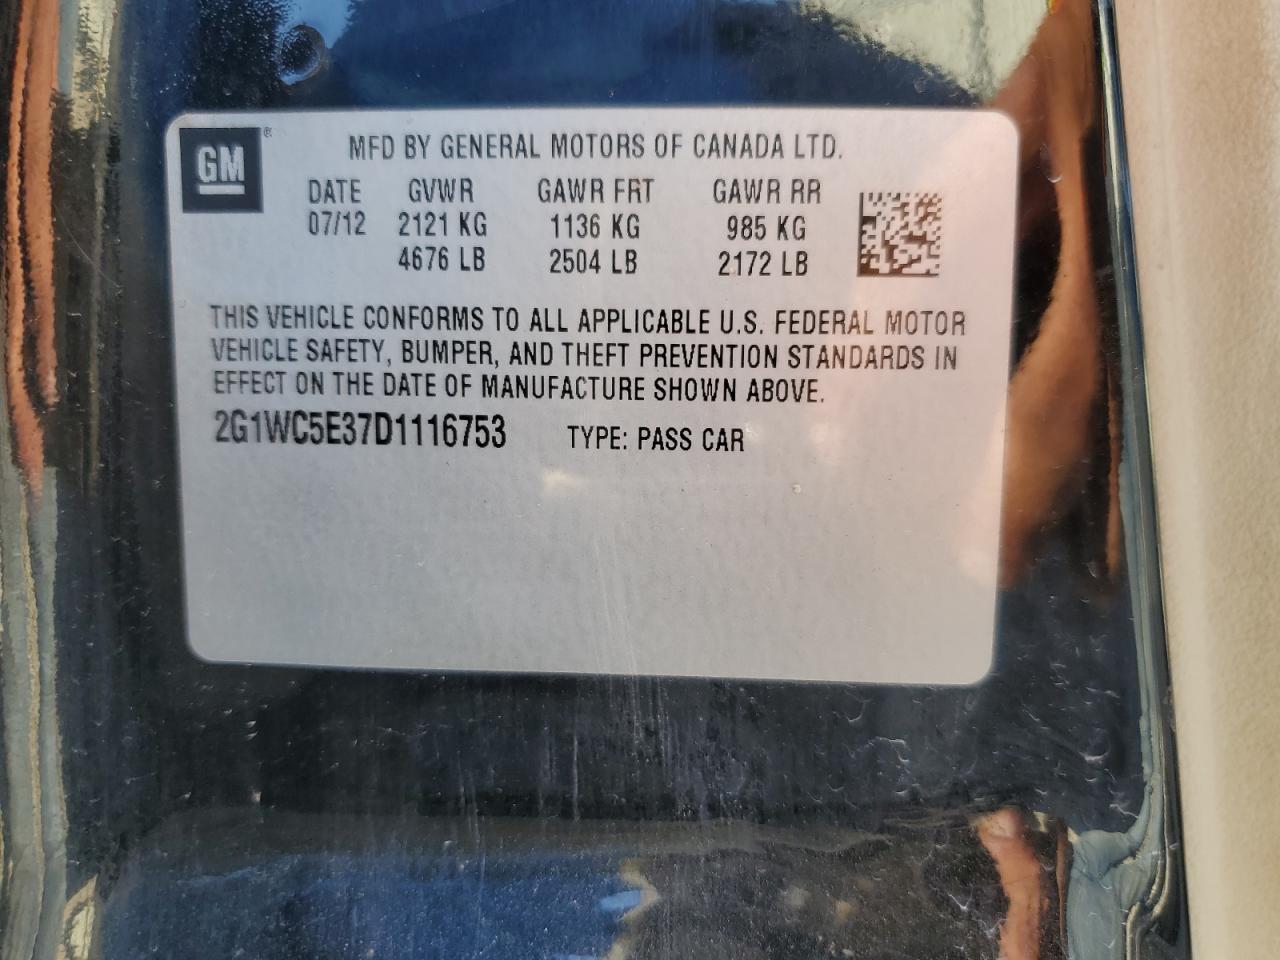 GM®
MFD BY GENERAL MOTORS OF CANADA LTD.
DATE GVWR GAWR FRT GAWR RR
07/12 2121 KG 1136 KG 985 KG
4676 LB 2504 LB 2172 LB
THIS VEHICLE CONFORMS TO ALL APPLICABLE U.S. FEDERAL MOTOR
VEHICLE SAFETY, BUMPER, AND THEFT PREVENTION STANDARDS IN
EFFECT ON THE DATE OF MANUFACTURE SHOWN ABOVE.
2G1WC5E37D1116753 TYPE: PASS CAR